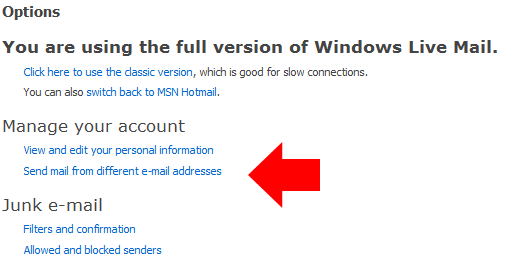 Options
You are using the full version of Windows Live Mail.
Click here to use the classic version, which is good for slow connections.
You can also switch back to MSN Hotmail.
Manage your account
View and edit your personal information
Send mail from different e-mail addresses
Junk e-mail
Filters and confirmation
Allowed and blocked senders